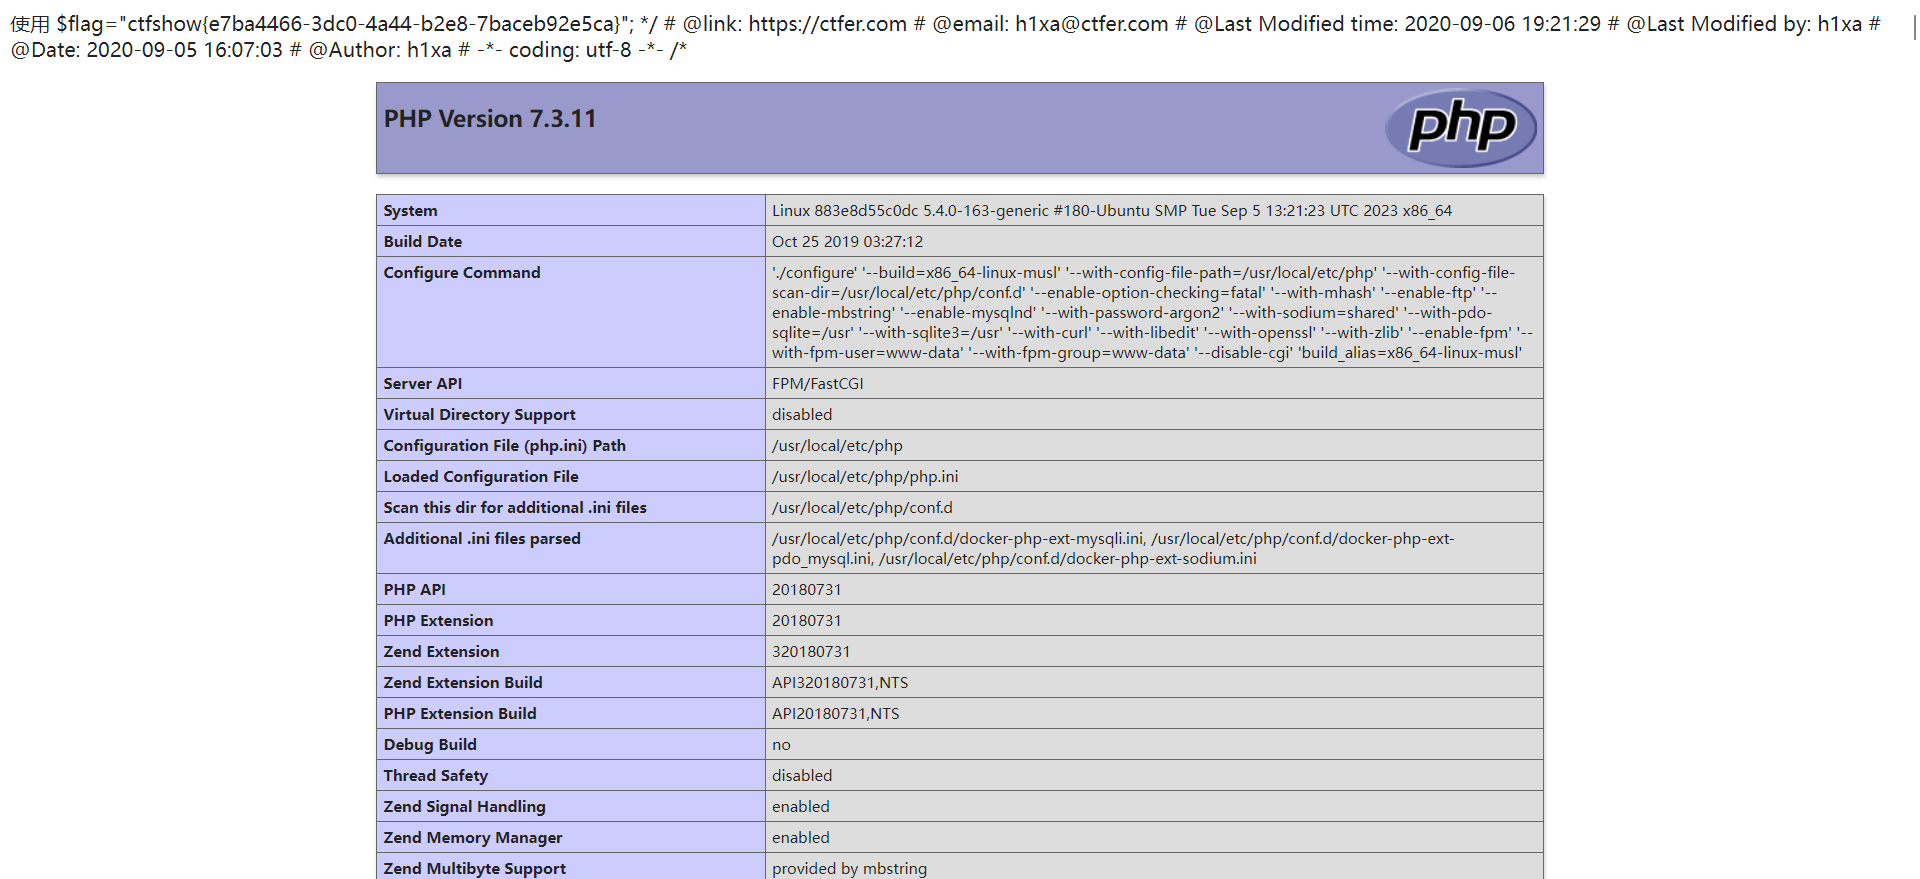 使用 $flag="ctfshow{e7ba4466-3dc0-4a44-b2e8-7baceb92e5ca}"; */ # @link: https://ctfer.com # @email: h1xa@ctfer.com # @Last Modified time: 2020-09-06 19:21:29 # @Last Modified by: h1xa #
@Date: 2020-09-05 16:07:03 # @Author: h1xa # -*- coding: utf-8 -*- /*
PHP Version 7.3.11
php
System Linux 883e8d55c0dc 5.4.0-163-generic #180-Ubuntu SMP Tue Sep 5 13:21:23 UTC 2023 x86_64
Build Date Oct 25 2019 03:27:12
Configure Command './configure' '--build=x86_64-linux-musl' '--with-config-file-path=/usr/local/etc/php' '--with-config-file-
scan-dir=/usr/local/etc/php/conf.d' '--enable-option-checking=fatal' '--with-mhash' '--enable-ftp' '--
enable-mbstring' '--enable-mysqlnd' '--with-password-argon2' '--with-sodium=shared' '--with-pdo-
sqlite=/usr' '--with-sqlite3=/usr' '--with-curl' '--with-libedit' '--with-openssl' '--with-zlib' '--enable-fpm' '--
with-fpm-user=www-data' '--with-fpm-group=www-data' '--disable-cgi' 'build_alias=x86_64-linux-musl'
Server API FPM/FastCGI
Virtual Directory Support disabled
Configuration File (php.ini) Path /usr/local/etc/php
Loaded Configuration File /usr/local/etc/php/php.ini
Scan this dir for additional .ini files /usr/local/etc/php/conf.d
Additional .ini files parsed /usr/local/etc/php/conf.d/docker-php-ext-mysqli.ini, /usr/local/etc/php/conf.d/docker-php-ext-
pdo_mysql.ini, /usr/local/etc/php/conf.d/docker-php-ext-sodium.ini
PHP API 20180731
PHP Extension 20180731
Zend Extension 320180731
Zend Extension Build API320180731,NTS
PHP Extension Build API20180731,NTS
Debug Build no
Thread Safety disabled
Zend Signal Handling enabled
Zend Memory Manager enabled
Zend Multibyte Support provided by mbstring